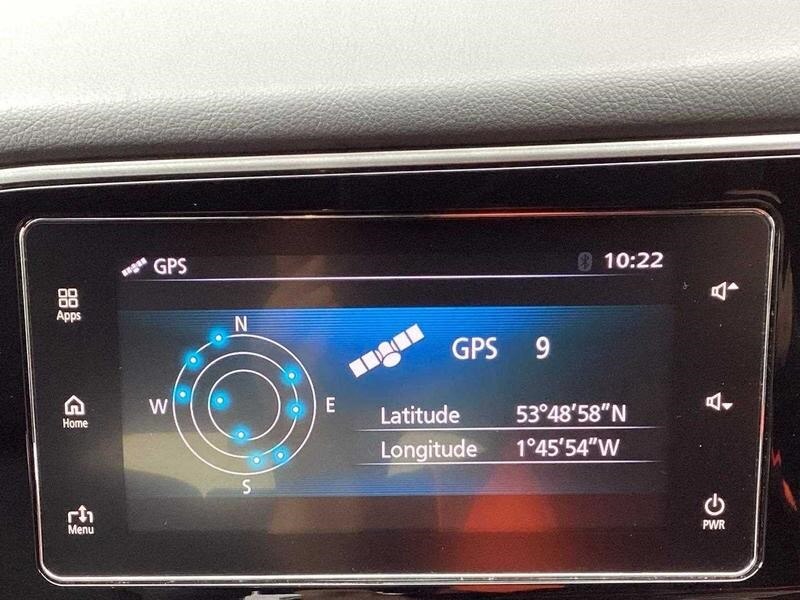 GPS 10:22
Apps
N
GPS 9
W E
Latitude 53°48′58″N
Home
Longitude 1°45′54″W
S
Menu
PWR